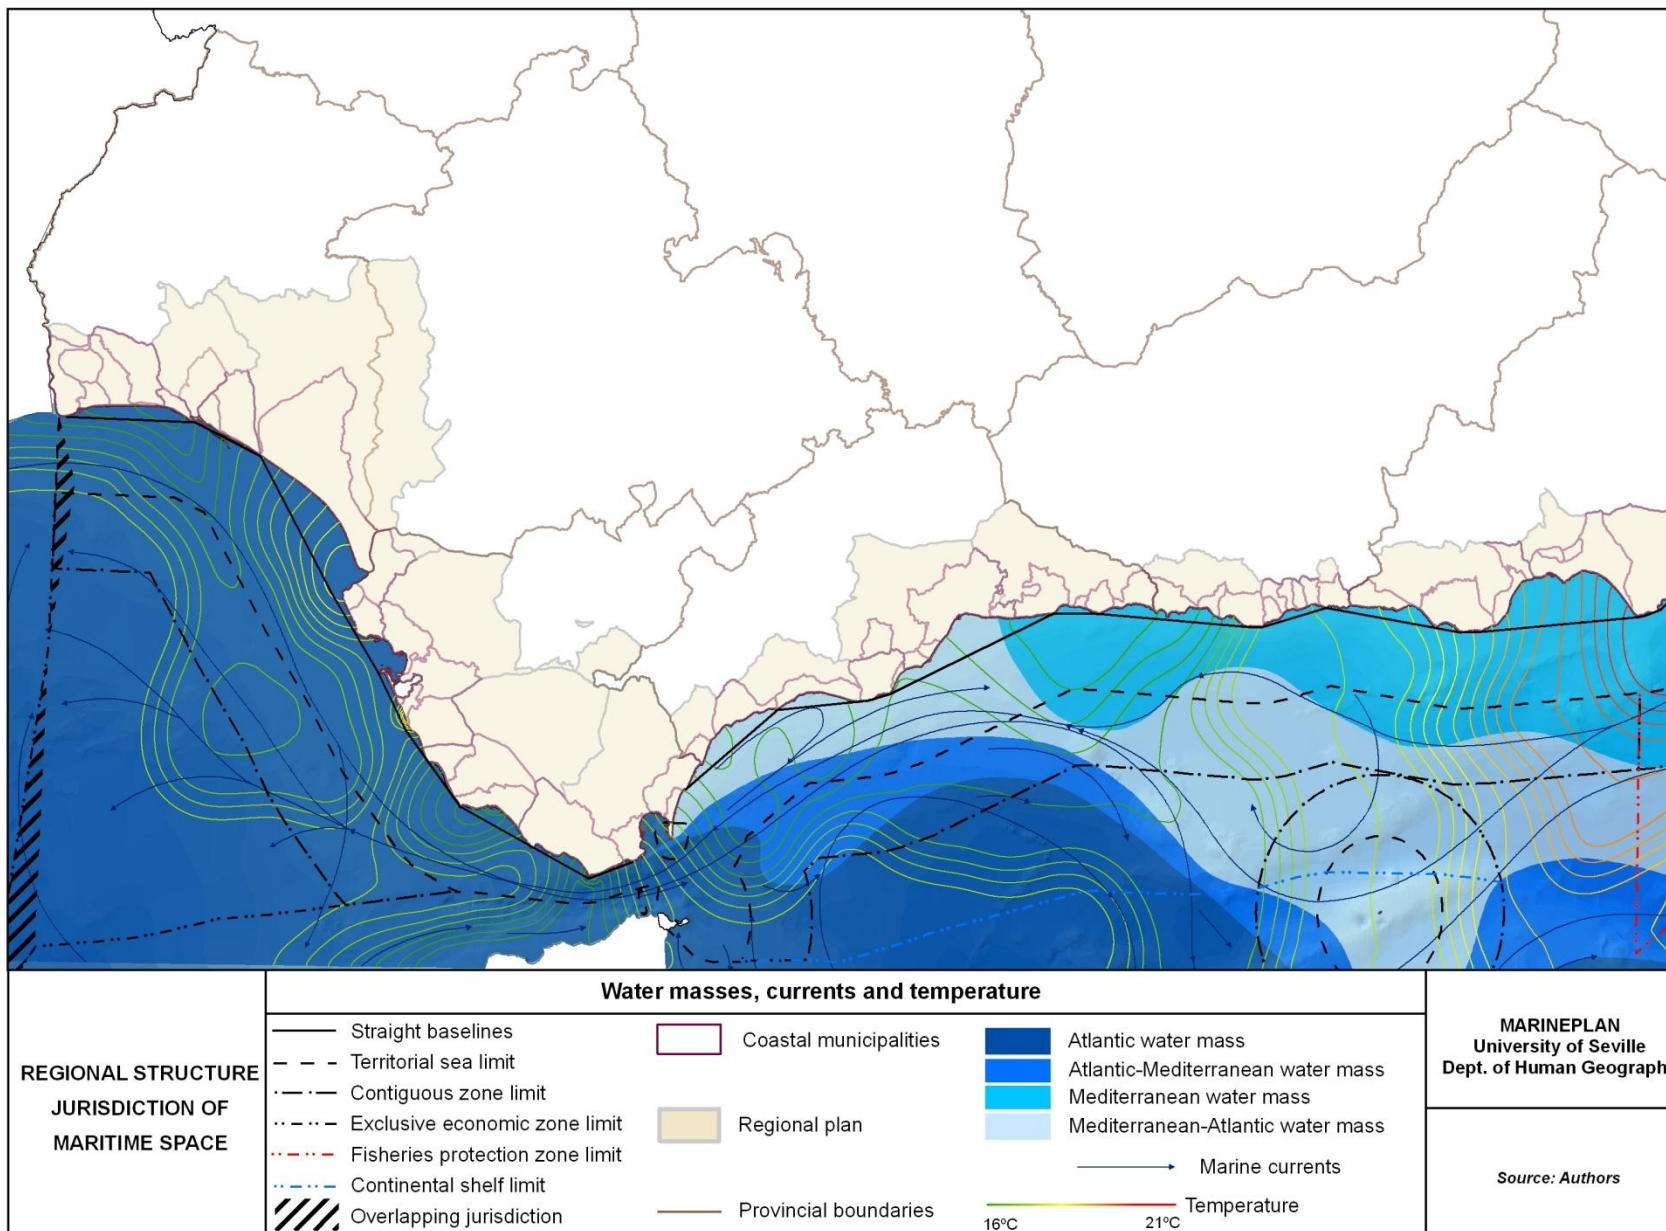 REGIONAL STRUCTURE
JURISDICTION OF
MARITIME SPACE
Water masses, currents and temperature
Straight baselines
Territorial sea limit
Contiguous zone limit
Exclusive economic zone limit
Fisheries protection zone limit
Continental shelf limit
Overlapping jurisdiction
Coastal municipalities
Regional plan
Provincial boundaries
Atlantic water mass
Atlantic-Mediterranean water mass
Mediterranean water mass
Mediterranean-Atlantic water mass
Marine currents
Temperature
16ºC
21ºC
MARINEPLAN
University of Seville
Dept. of Human Geograph
Source: Authors